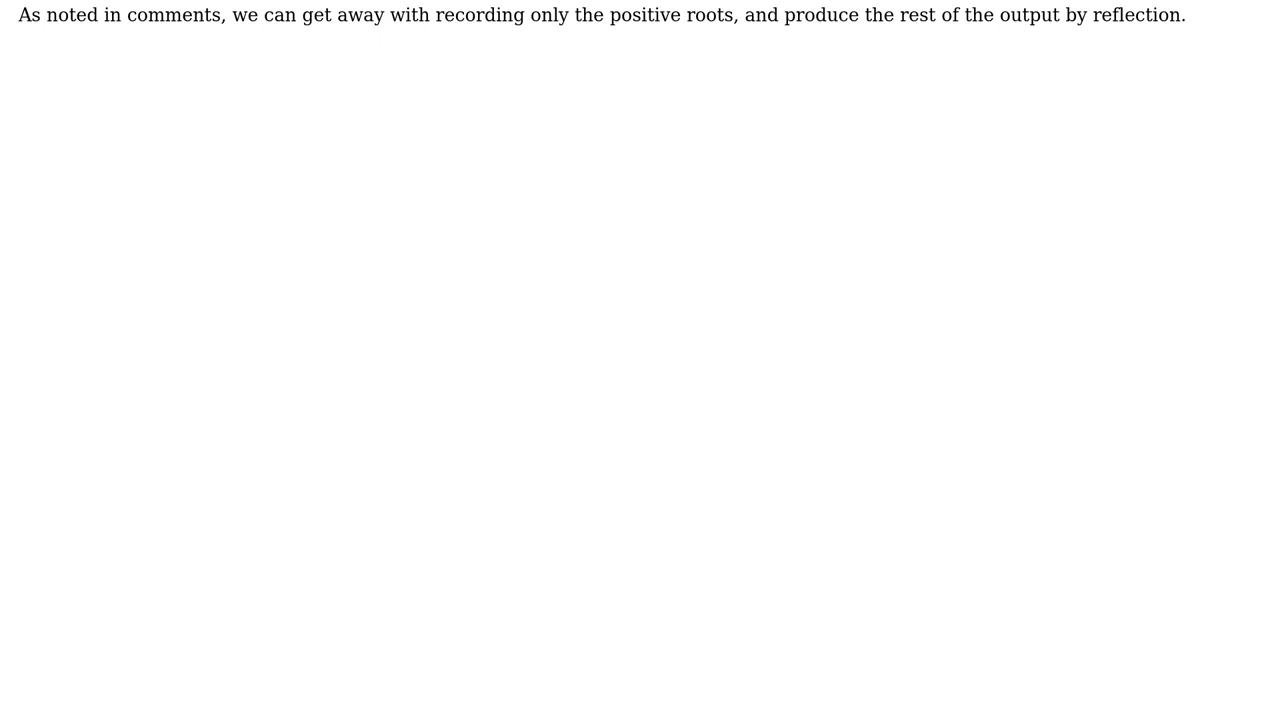 As noted in comments, we can get away with recording only the positive roots, and produce the rest of the output by reflection.